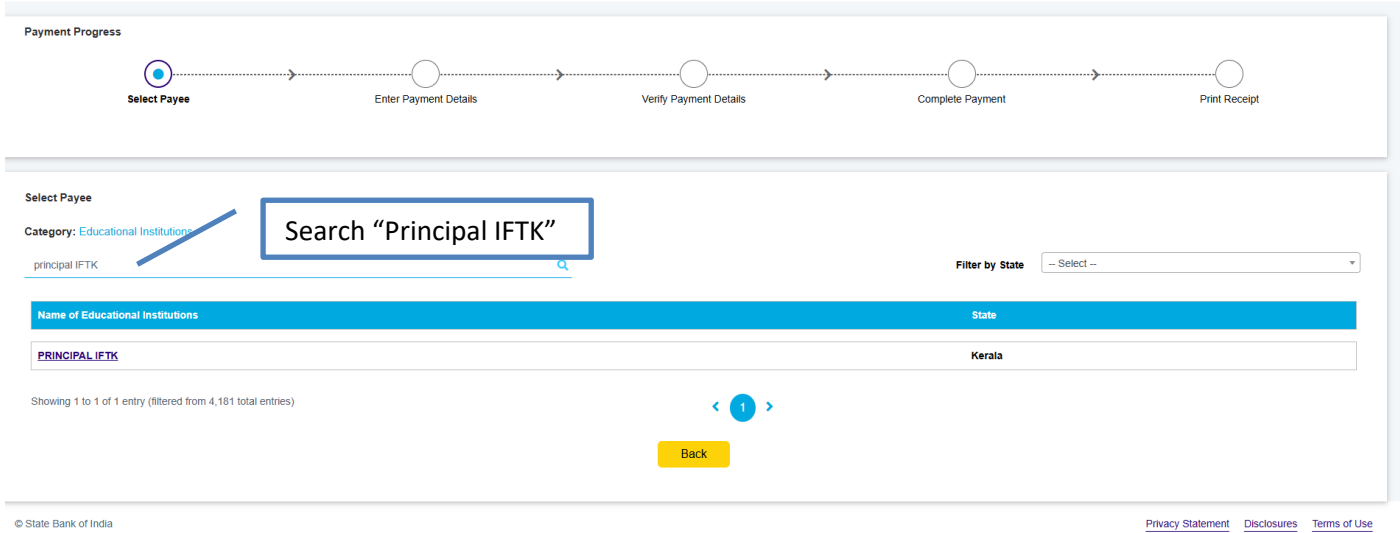 Payment Progress
Select Payee
Enter Payment Details
Verify Payment Details
Complete Payment
Print Receipt
Select Payee
Category: Educational Institutions
Search “Principal IFTK”
principal IFTK
Filter by State
-- Select --
Name of Educational Institutions
State
PRINCIPAL IFTK
Kerala
Showing 1 to 1 of 1 entry (filtered from 4,181 total entries)
1
Back
© State Bank of India
Privacy Statement
Disclosures
Terms of Use